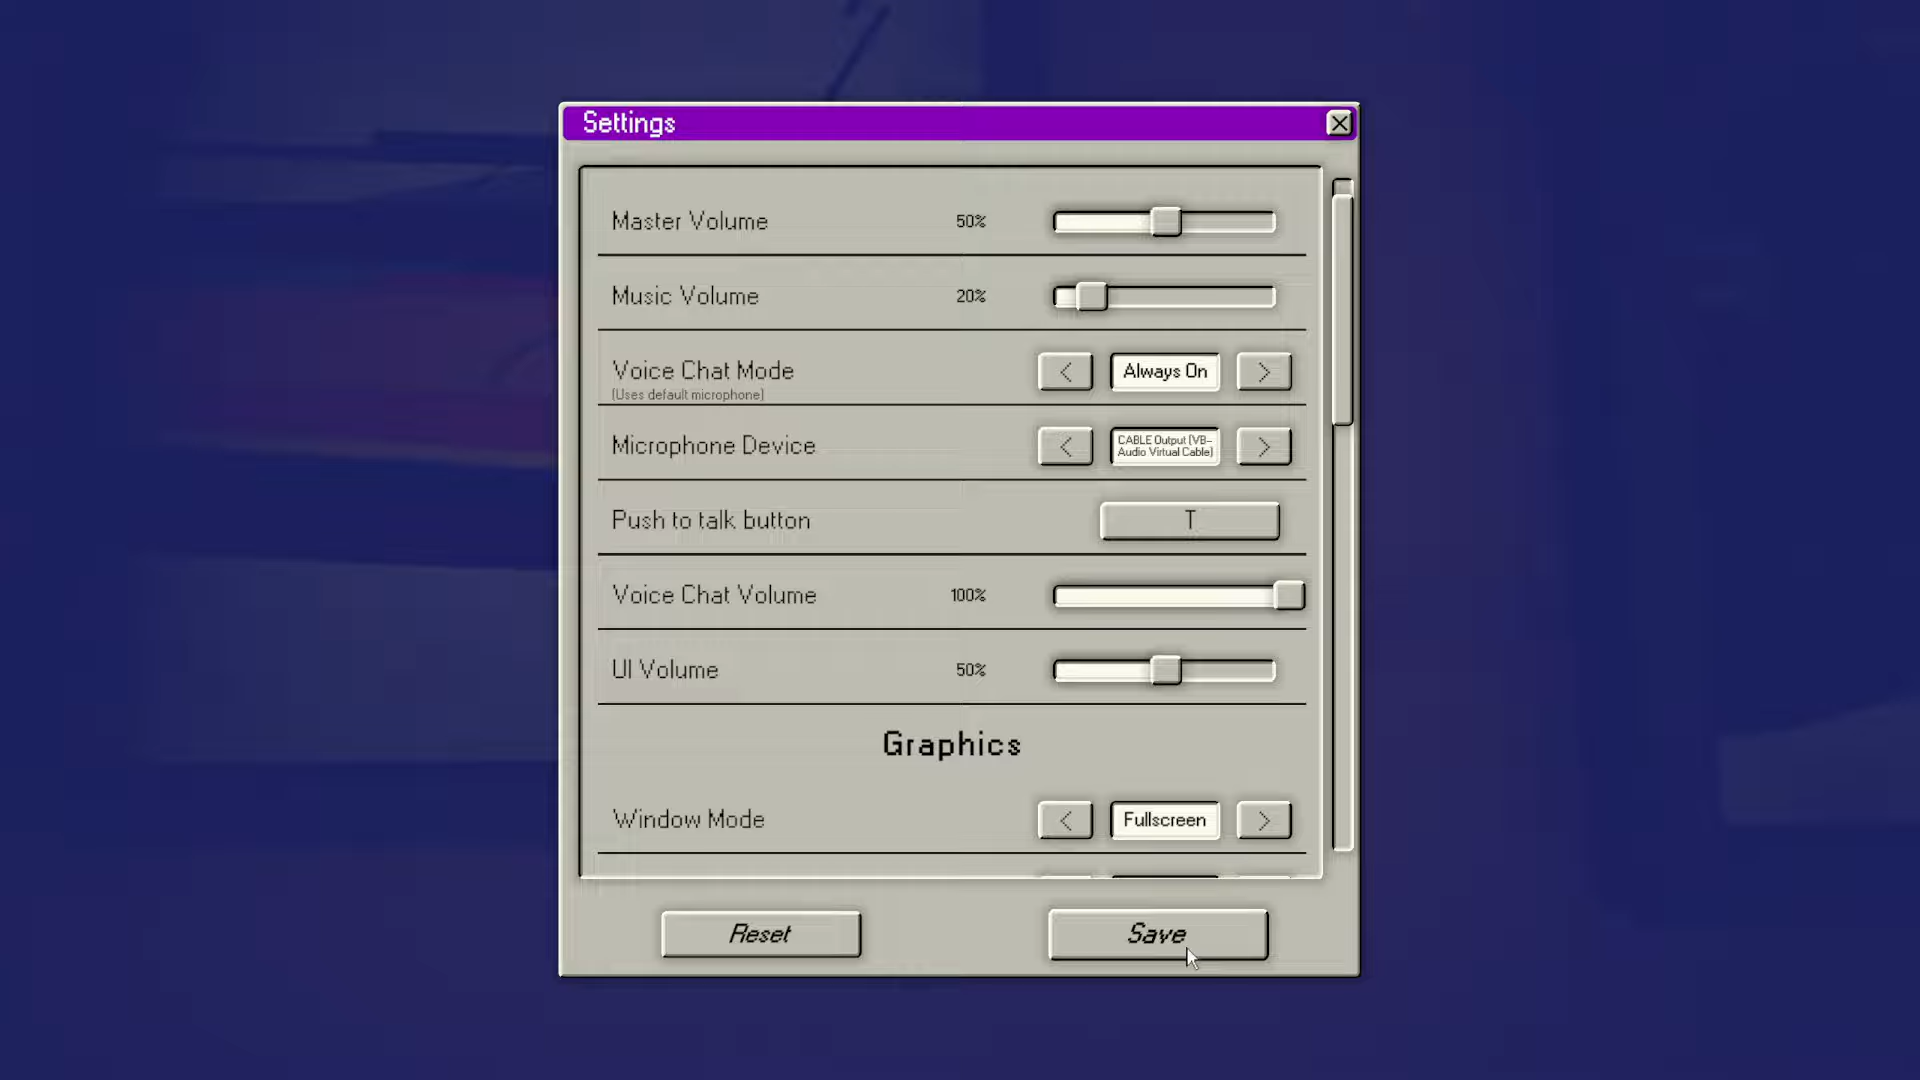 Settings
Master Volume 50%
Music Volume 20%
Voice Chat Mode < Always On >
(Uses default microphone)
Microphone Device < CABLE Output (VB-
Audio Virtual Cable) >
Push to talk button T
Voice Chat Volume 100%
UI Volume 50%
Graphics
Window Mode < Fullscreen >
Reset Save